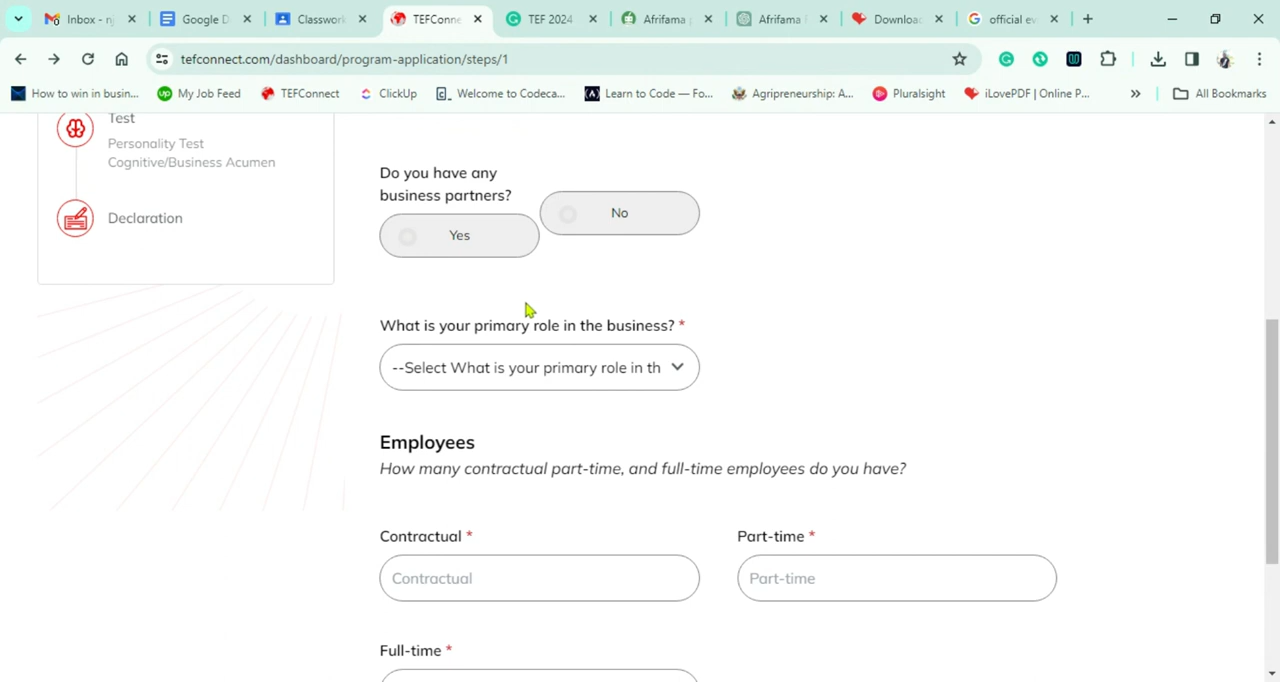 Inbox - nj
Google D
Classwork
TEFConne
TEF 2024
Afrifama
Afrifama
Downloa
official ev
tefconnect.com/dashboard/program-application/steps/1
How to win in busin...
My Job Feed
TEFConnect
ClickUp
Welcome to Codeca...
Learn to Code — Fo...
Agripreneurship: A...
Pluralsight
iLovePDF | Online P...
All Bookmarks
Test
Personality Test
Cognitive/Business Acumen
Declaration
Do you have any
business partners?
Yes
No
What is your primary role in the business? *
--Select What is your primary role in th
Employees
How many contractual part-time, and full-time employees do you have?
Contractual *
Part-time *
Contractual
Part-time
Full-time *